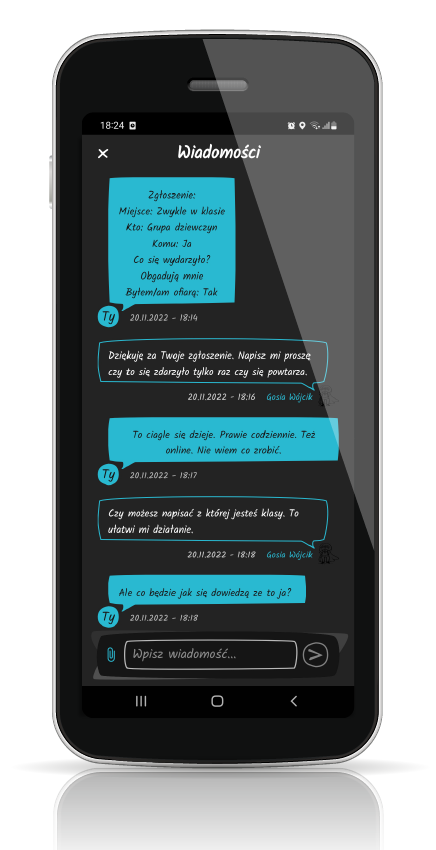 18:24
Wiadomości
Zgłoszenie:
Miejsce: Zwykle w klasie
Kto: Grupa dziewczyn
Komu: Ja
Co się wydarzyło?
Obgadują mnie
Byłem/am ofiarą: Tak
Ty
20.11.2022 - 18:14
Dziękuję za Twoje zgłoszenie. Napisz mi proszę
czy to się zdarzyło tylko raz czy się powtarza.
20.11.2022 - 18:16 Gosia Wójcik
To ciągle się dzieje. Prawie codziennie. Też
online. Nie wiem co zrobić.
Ty
20.11.2022 - 18:17
Czy możesz napisać z której jesteś klasy. To
ułatwi mi działanie.
20.11.2022 - 18:18 Gosia Wójcik
Ale co będzie jak się dowiedzą ze to ja?
Ty
20.11.2022 - 18:18
Wpisz wiadomość...